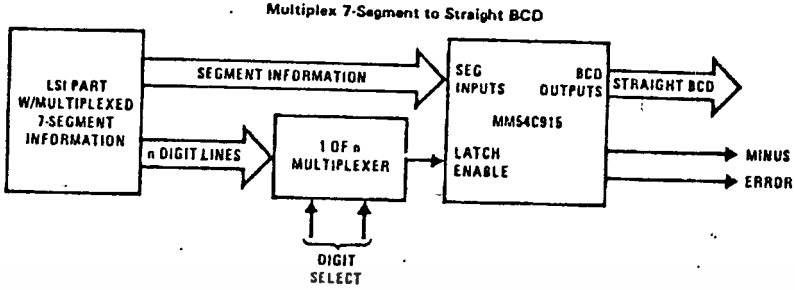 Multiplex 7-Segment to Straight BCD
LSI PART
W/MULTIPLEXED
7-SEGMENT
INFORMATION
SEGMENT INFORMATION
n DIGIT LINES
1 OF n
MULTIPLEXER
DIGIT
SELECT
SEG
INPUTS
BCD
OUTPUTS
MM54C915
LATCH
ENABLE
STRAIGHT BCD
MINUS
ERROR